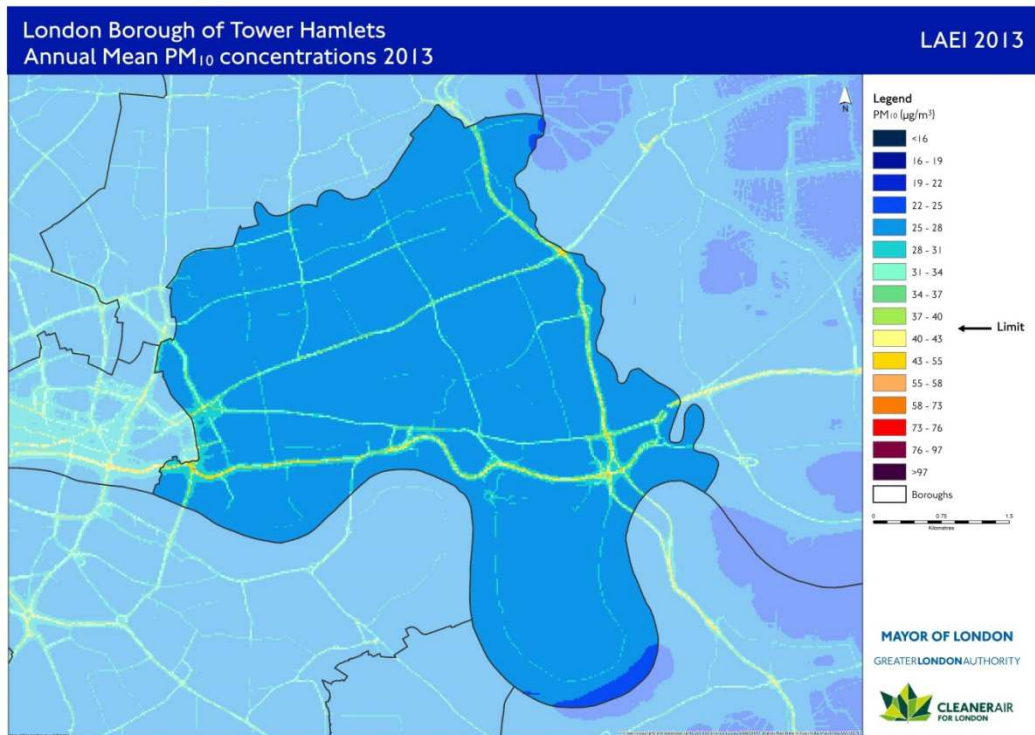 London Borough of Tower Hamlets
Annual Mean PM₁₀ concentrations 2013
LAEI 2013
N
Legend
PM₁₀ (µg/m³)
<16
16 - 19
19 - 22
22 - 25
25 - 28
28 - 31
31 - 34
34 - 37
37 - 40
40 - 43
Limit
43 - 55
55 - 58
58 - 73
73 - 76
76 - 97
>97
Boroughs
0 0.75 1.5
Kilometres
MAYOR OF LONDON
GREATERLONDONAUTHORITY
CLEANERAIR
FOR LONDON